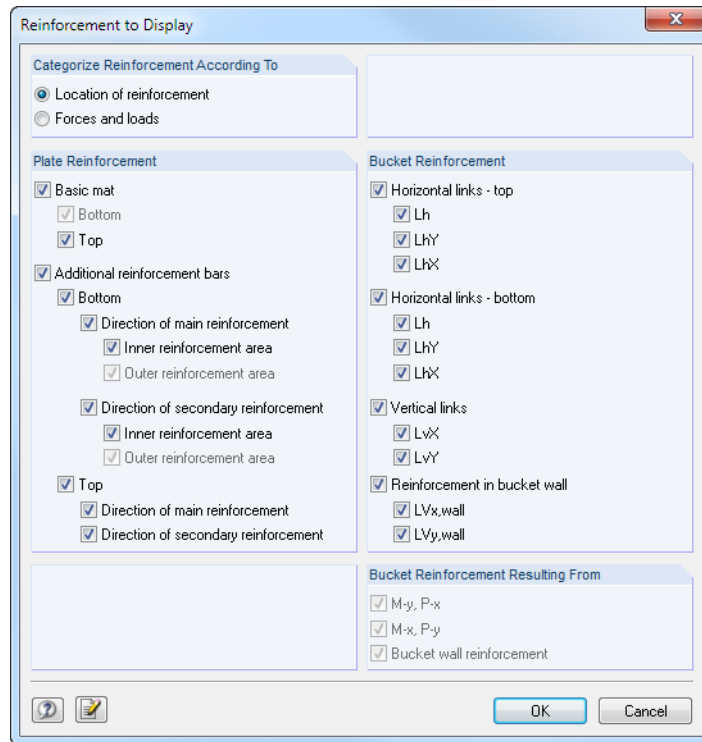 Reinforcement to Display
Categorize Reinforcement According To
Location of reinforcement
Forces and loads
Plate Reinforcement
Basic mat
Bottom
Top
Additional reinforcement bars
Bottom
Direction of main reinforcement
Inner reinforcement area
Outer reinforcement area
Direction of secondary reinforcement
Inner reinforcement area
Outer reinforcement area
Top
Direction of main reinforcement
Direction of secondary reinforcement
Bucket Reinforcement
Horizontal links - top
Lh
LhY
LhX
Horizontal links - bottom
Lh
LhY
LhX
Vertical links
LvX
LvY
Reinforcement in bucket wall
LVx,wall
LVy,wall
Bucket Reinforcement Resulting From
M-y, P-x
M-x, P-y
Bucket wall reinforcement
OK
Cancel